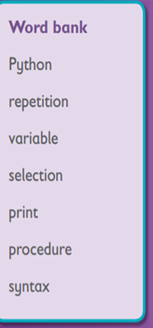 Word bank
Python
repetition
variable
selection
print
procedure
syntax